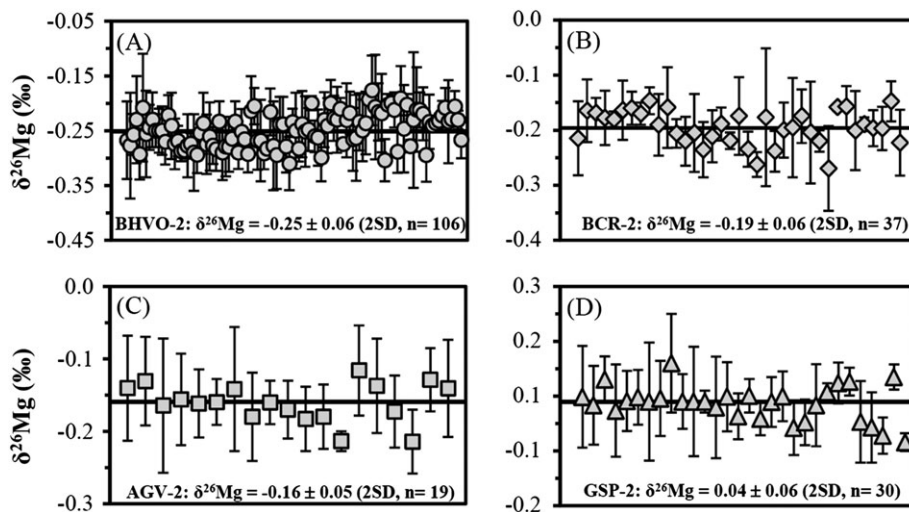 (A)
δ²⁶Mg (‰)
-0.05
-0.15
-0.25
-0.35
-0.45
BHVO-2: δ²⁶Mg = -0.25 ± 0.06 (2SD, n= 106)
(B)
-0.0
-0.1
-0.2
-0.3
-0.4
BCR-2: δ²⁶Mg = -0.19 ± 0.06 (2SD, n= 37)
(C)
δ²⁶Mg (‰)
0.0
-0.1
-0.2
-0.3
AGV-2: δ²⁶Mg = -0.16 ± 0.05 (2SD, n= 19)
(D)
0.3
0.2
0.1
-0.1
-0.2
GSP-2: δ²⁶Mg = 0.04 ± 0.06 (2SD, n= 30)